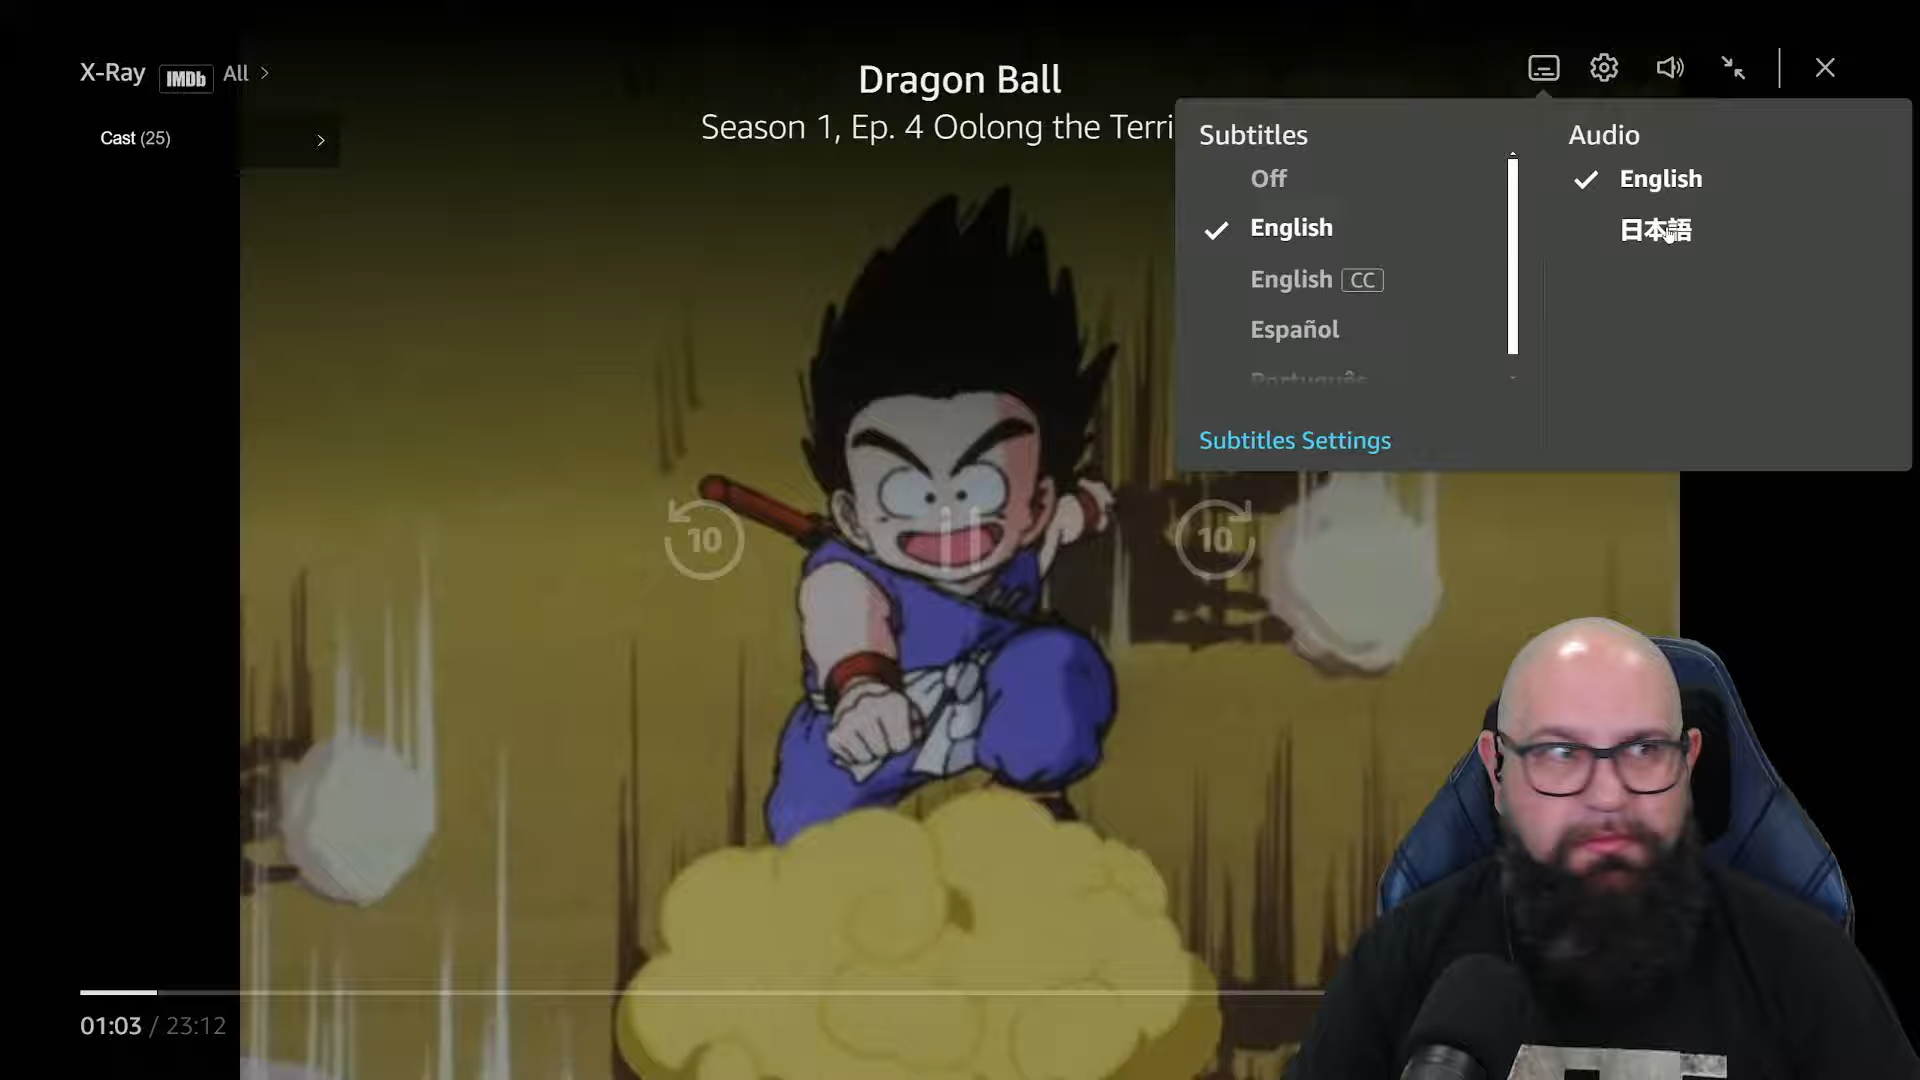 X-Ray IMDb All
Dragon Ball
Season 1, Ep. 4 Oolong the Terri
Cast (25)
Subtitles
Off
English
English CC
Español
Português
Subtitles Settings
Audio
English
日本語
10
10
01:03 / 23:12